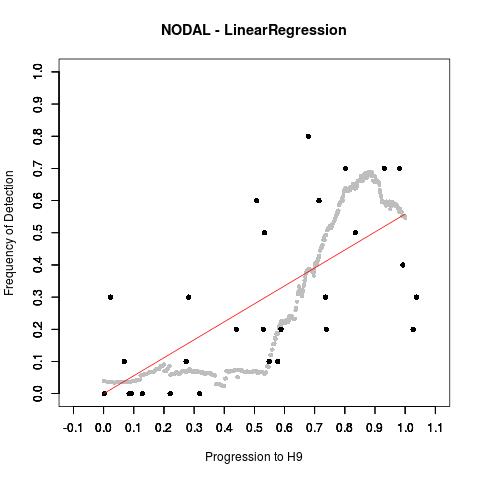 NODAL - LinearRegression
Frequency of Detection
1.0
0.9
0.8
0.7
0.6
0.5
0.4
0.3
0.2
0.1
0.0
-0.1 0.0 0.1 0.2 0.3 0.4 0.5 0.6 0.7 0.8 0.9 1.0 1.1
Progression to H9